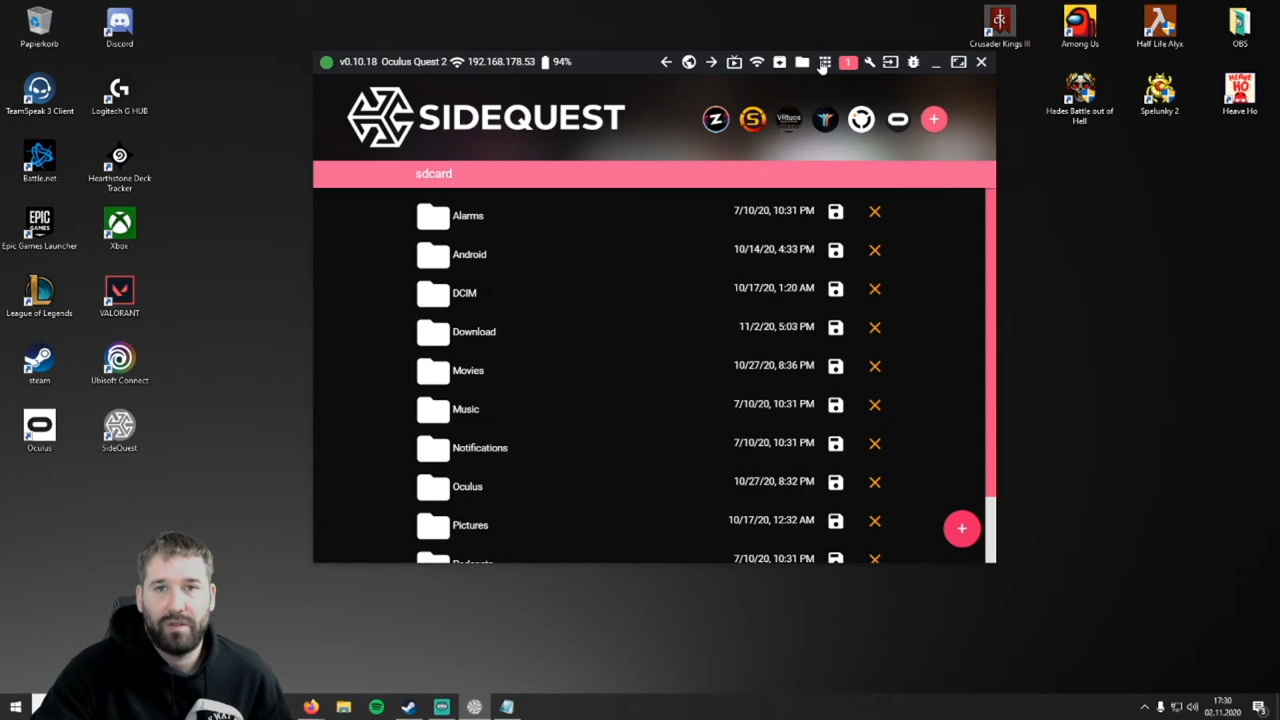 Papierkorb
Discord
Crusader Kings III
Among Us
Half Life Alyx
OBS
v0.10.18 Oculus Quest 2
192.168.178.53
94%
1
TeamSpeak 3 Client
Logitech G HUB
SIDEQUEST
VRtuos
Hades Battle out of Hell
Spelunky 2
HEAVE HO
Heave Ho
sdcard
Battle.net
Hearthstone Deck Tracker
Alarms 7/10/20, 10:31 PM
Android 10/14/20, 4:33 PM
Epic Games Launcher
Xbox
DCIM 10/17/20, 1:20 AM
League of Legends
VALORANT
Download 11/2/20, 5:03 PM
Movies 10/27/20, 8:36 PM
steam
Ubisoft Connect
Music 7/10/20, 10:31 PM
Notifications 7/10/20, 10:31 PM
Oculus
SideQuest
Oculus 10/27/20, 8:32 PM
Pictures 10/17/20, 12:32 AM
Podcasts 7/10/20, 10:31 PM
17:30
02.11.2020
3